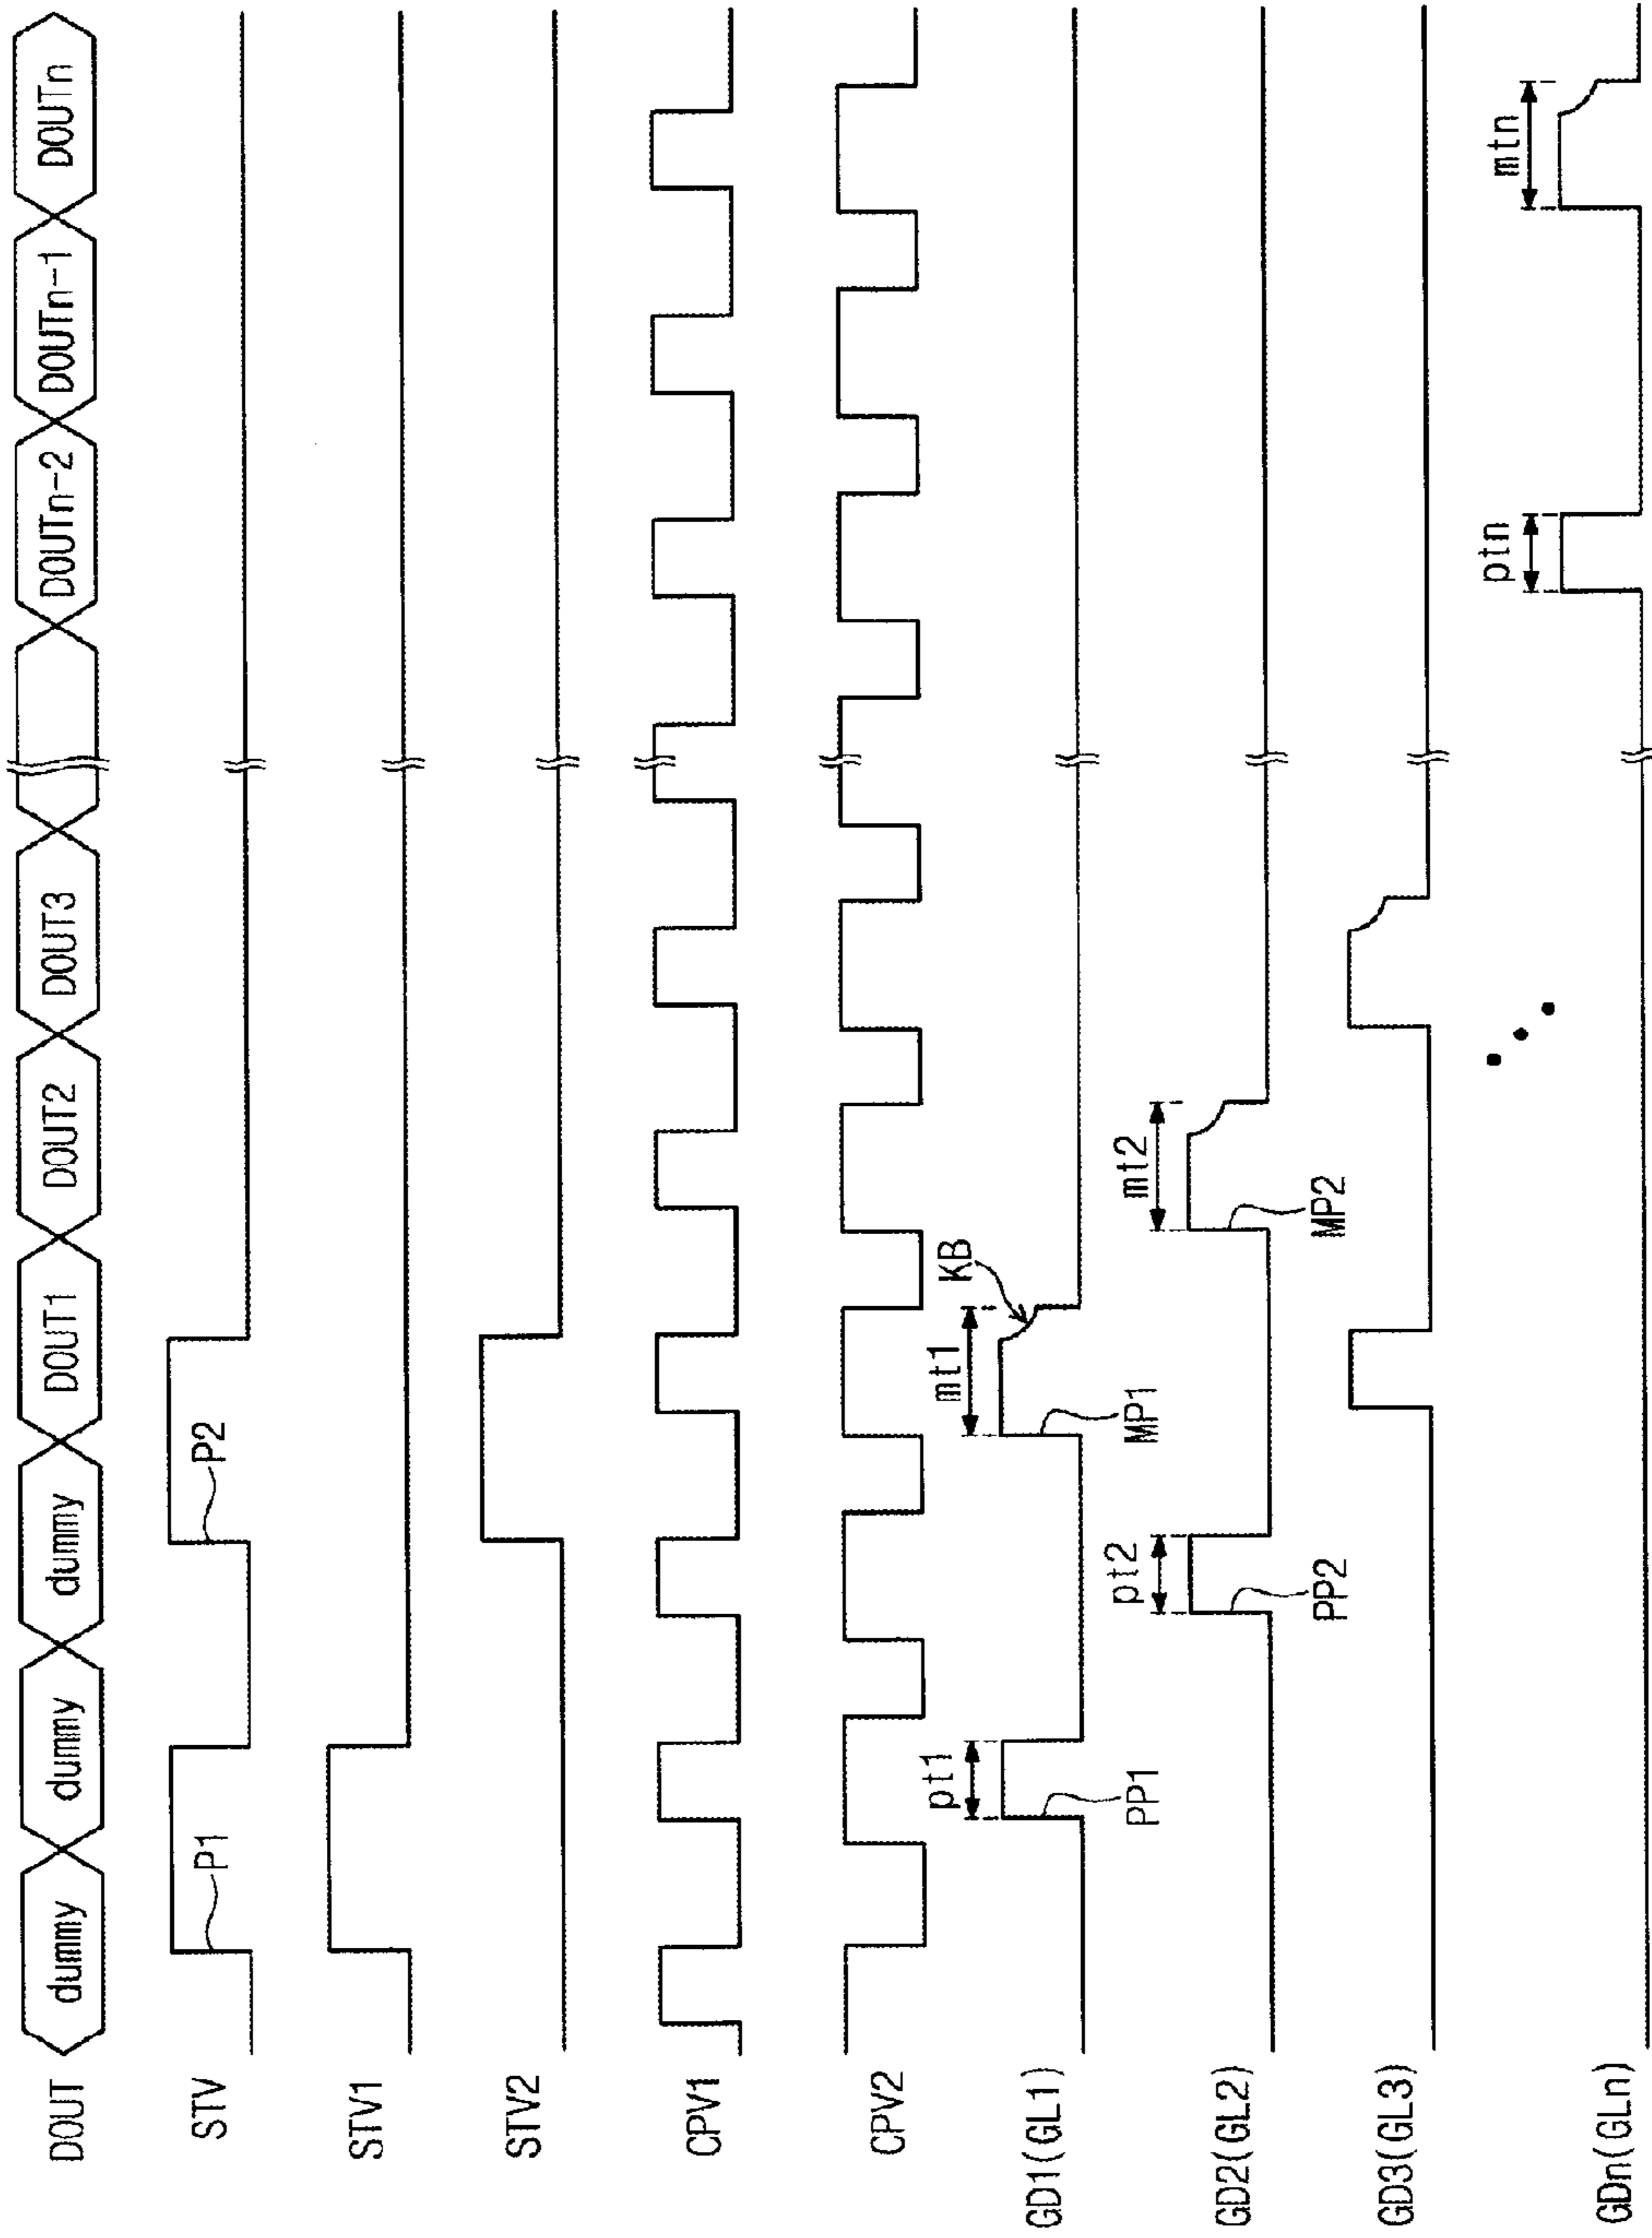 DOUT
dummy
dummy
dummy
DOUT1
DOUT2
DOUT3
DOUTn-2
DOUTn-1
DOUTn
STV
P1
P2
STV1
STV2
CPV1
CPV2
GD1(GL1)
pt1
PP1
mt1
MP1
KB
GD2(GL2)
pt2
PP2
mt2
MP2
GD3(GL3)
GDn(GLn)
ptn
mtn